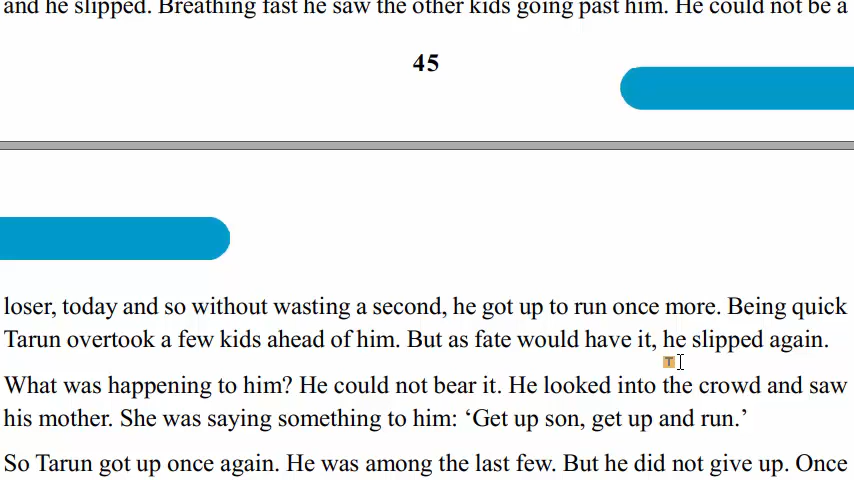 and he slipped. Breathing fast he saw the other kids going past him. He could not be a
45
loser, today and so without wasting a second, he got up to run once more. Being quick
Tarun overtook a few kids ahead of him. But as fate would have it, he slipped again.
T
What was happening to him? He could not bear it. He looked into the crowd and saw
his mother. She was saying something to him: ‘Get up son, get up and run.’
So Tarun got up once again. He was among the last few. But he did not give up. Once